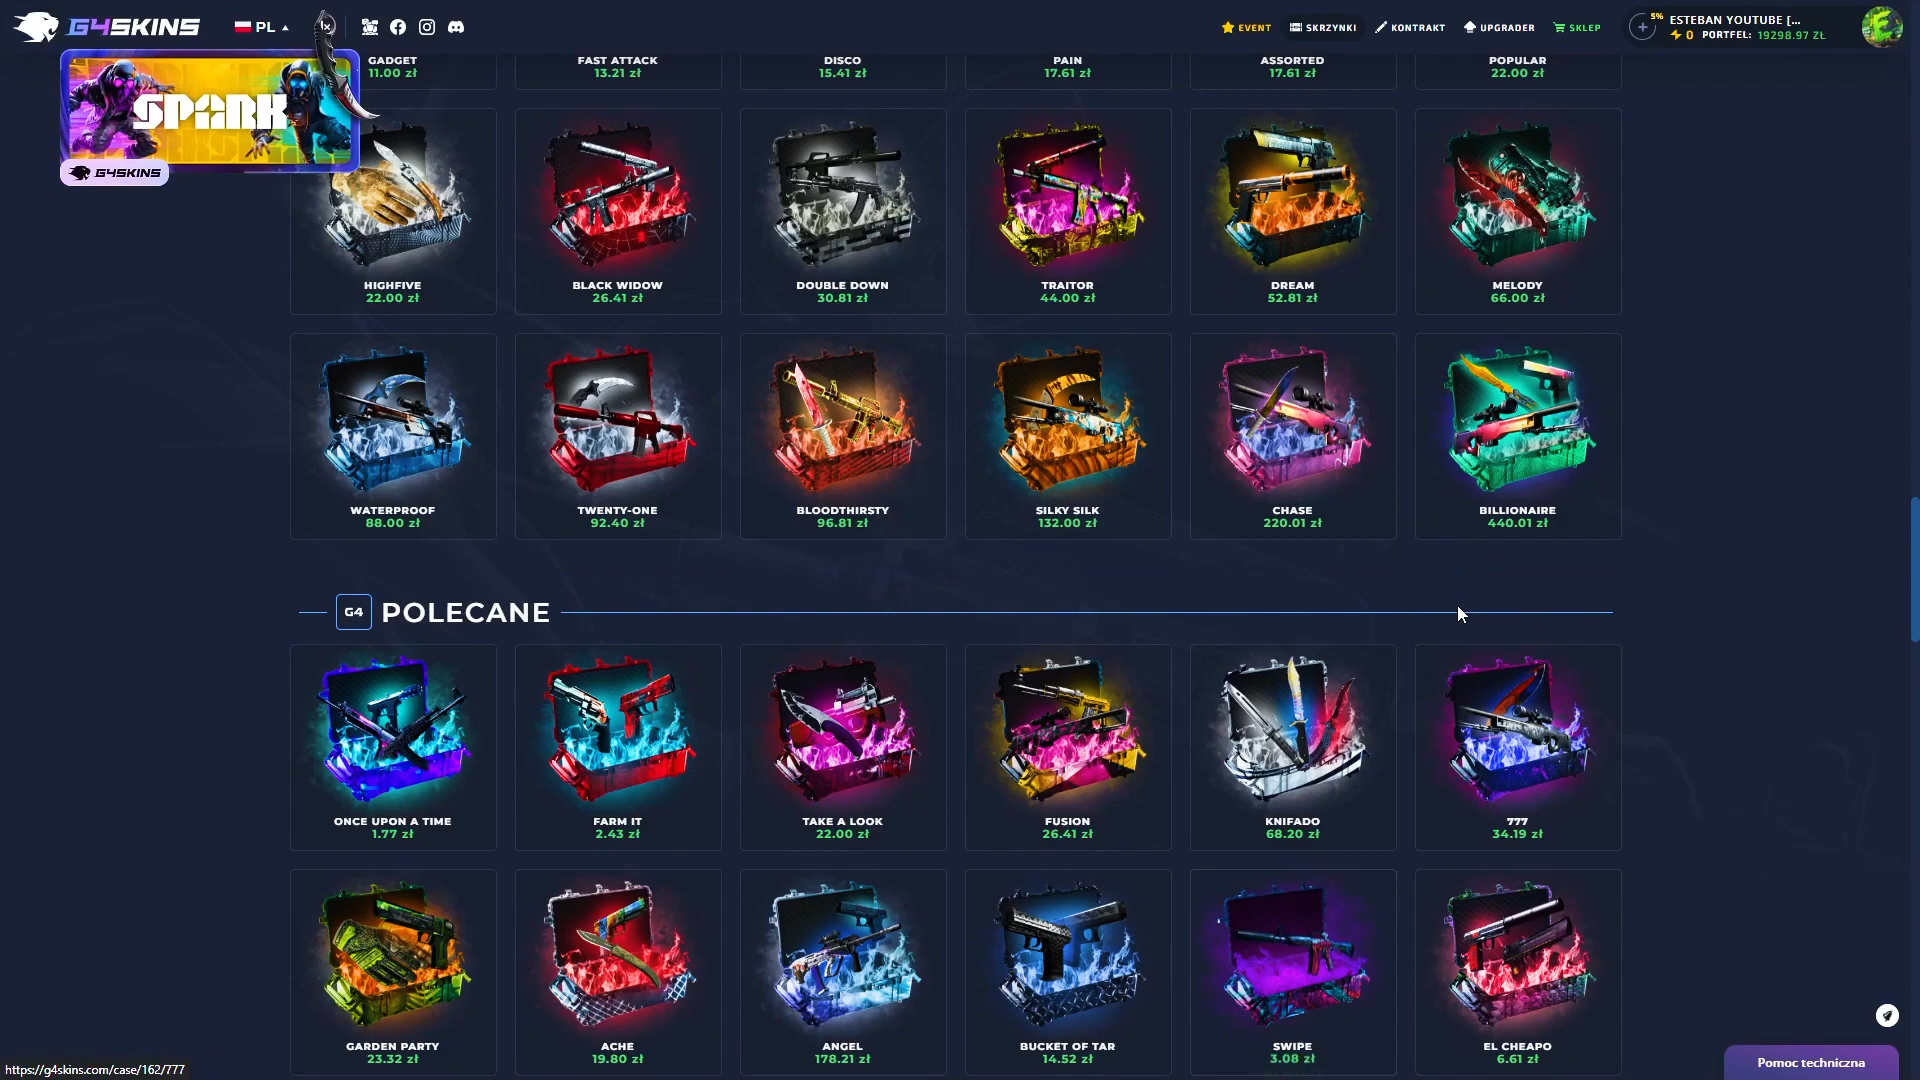 G4SKINS
PL
EVENT
SKRZYNKI
KONTRAKT
UPGRADER
SKLEP
5%
ESTEBAN YOUTUBE [...
0 PORTFEL: 19298.97 ZŁ
SPARK
G4SKINS
GADGET
11.00 zł
FAST ATTACK
13.21 zł
DISCO
15.41 zł
PAIN
17.61 zł
ASSORTED
17.61 zł
POPULAR
22.00 zł
HIGHFIVE
22.00 zł
BLACK WIDOW
26.41 zł
DOUBLE DOWN
30.81 zł
TRAITOR
44.00 zł
DREAM
52.81 zł
MELODY
66.00 zł
WATERPROOF
88.00 zł
TWENTY-ONE
92.40 zł
BLOODTHIRSTY
96.81 zł
SILKY SILK
132.00 zł
CHASE
220.01 zł
BILLIONAIRE
440.01 zł
G4 POLECANE
ONCE UPON A TIME
1.77 zł
FARM IT
2.43 zł
TAKE A LOOK
22.00 zł
FUSION
26.41 zł
KNIFADO
68.20 zł
777
34.19 zł
GARDEN PARTY
23.32 zł
ACHE
19.80 zł
ANGEL
178.21 zł
BUCKET OF TAR
14.52 zł
SWIPE
3.08 zł
EL CHEAPO
6.61 zł
Pomoc techniczna
https://g4skins.com/case/162/777